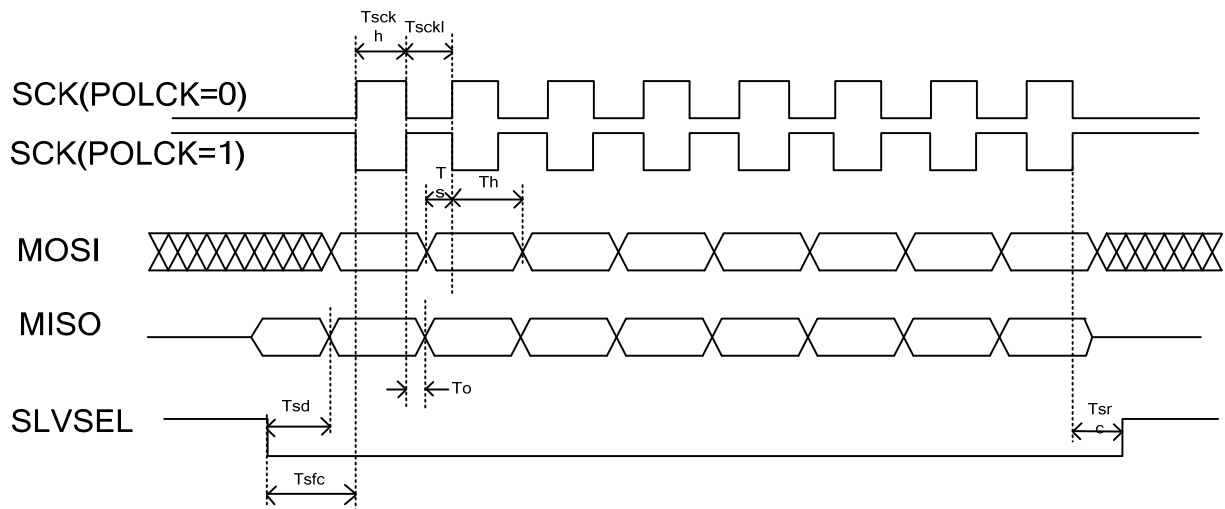 Tsck
h
Tsckl
SCK(POLCK=0)
SCK(POLCK=1)
T
s
Th
MOSI
MISO
To
Tsd
SLVSEL
Tsr
c
Tsfc